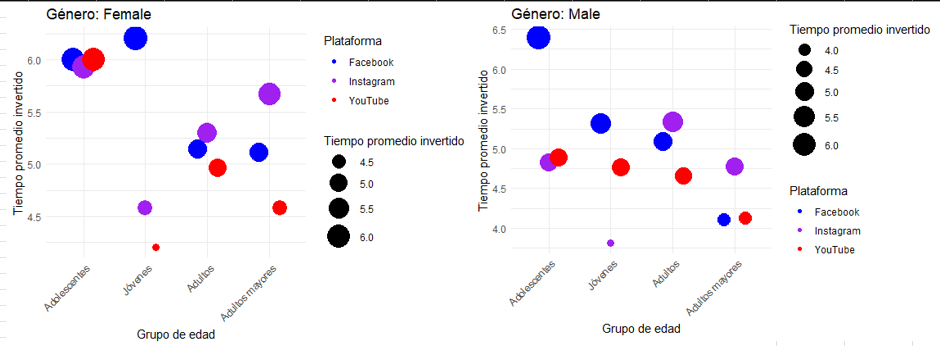 Género: Female
Tiempo promedio invertido
6.0
5.5
5.0
4.5
Adolescentes
Jóvenes
Adultos
Adultos mayores
Grupo de edad
Plataforma
Facebook
Instagram
YouTube
Tiempo promedio invertido
4.5
5.0
5.5
6.0
Género: Male
Tiempo promedio invertido
6.5
6.0
5.5
5.0
4.5
4.0
Adolescentes
Jóvenes
Adultos
Adultos mayores
Grupo de edad
Tiempo promedio invertido
4.0
4.5
5.0
5.5
6.0
Plataforma
Facebook
Instagram
YouTube